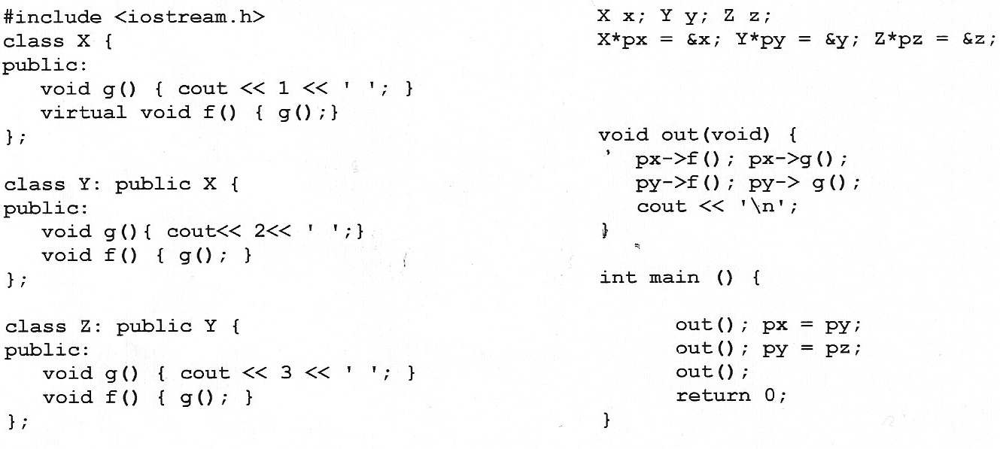 #include <iostream.h>
class X {
public:
   void g() { cout << 1 << ' '; }
   virtual void f() { g();}
};

class Y: public X {
public:
   void g(){ cout<< 2<< ' ';}
   void f() { g(); }
};

class Z: public Y {
public:
   void g() { cout << 3 << ' '; }
   void f() { g(); }
};

X x; Y y; Z z;
X*px = &x; Y*py = &y; Z*pz = &z;

void out(void) {
   px->f(); px->g();
   py->f(); py-> g();
   cout << '\n';
}

int main () {

      out(); px = py;
      out(); py = pz;
      out();
      return 0;
}